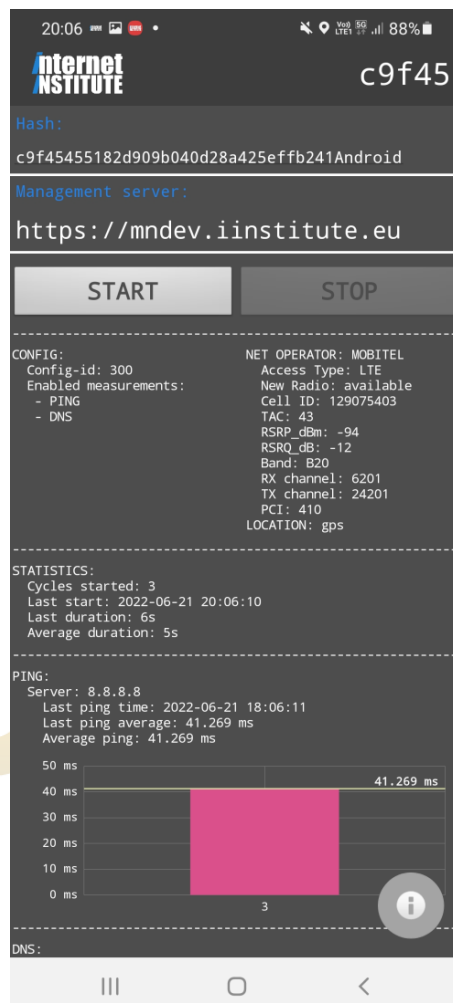 20:06 88%
Internet
INSTITUTE
c9f45
Hash:
c9f45455182d909b040d28a425effb241Android
Management server:
https://mndev.iinstitute.eu
START STOP
CONFIG:
Config-id: 300
Enabled measurements:
- PING
- DNS
NET OPERATOR: MOBITEL
Access Type: LTE
New Radio: available
Cell ID: 129075403
TAC: 43
RSRP_dBm: -94
RSRQ_dB: -12
Band: B20
RX channel: 6201
TX channel: 24201
PCI: 410
LOCATION: gps
STATISTICS:
Cycles started: 3
Last start: 2022-06-21 20:06:10
Last duration: 6s
Average duration: 5s
PING:
Server: 8.8.8.8
Last ping time: 2022-06-21 18:06:11
Last ping average: 41.269 ms
Average ping: 41.269 ms
50 ms
41.269 ms
40 ms
30 ms
20 ms
10 ms
0 ms
3
DNS: